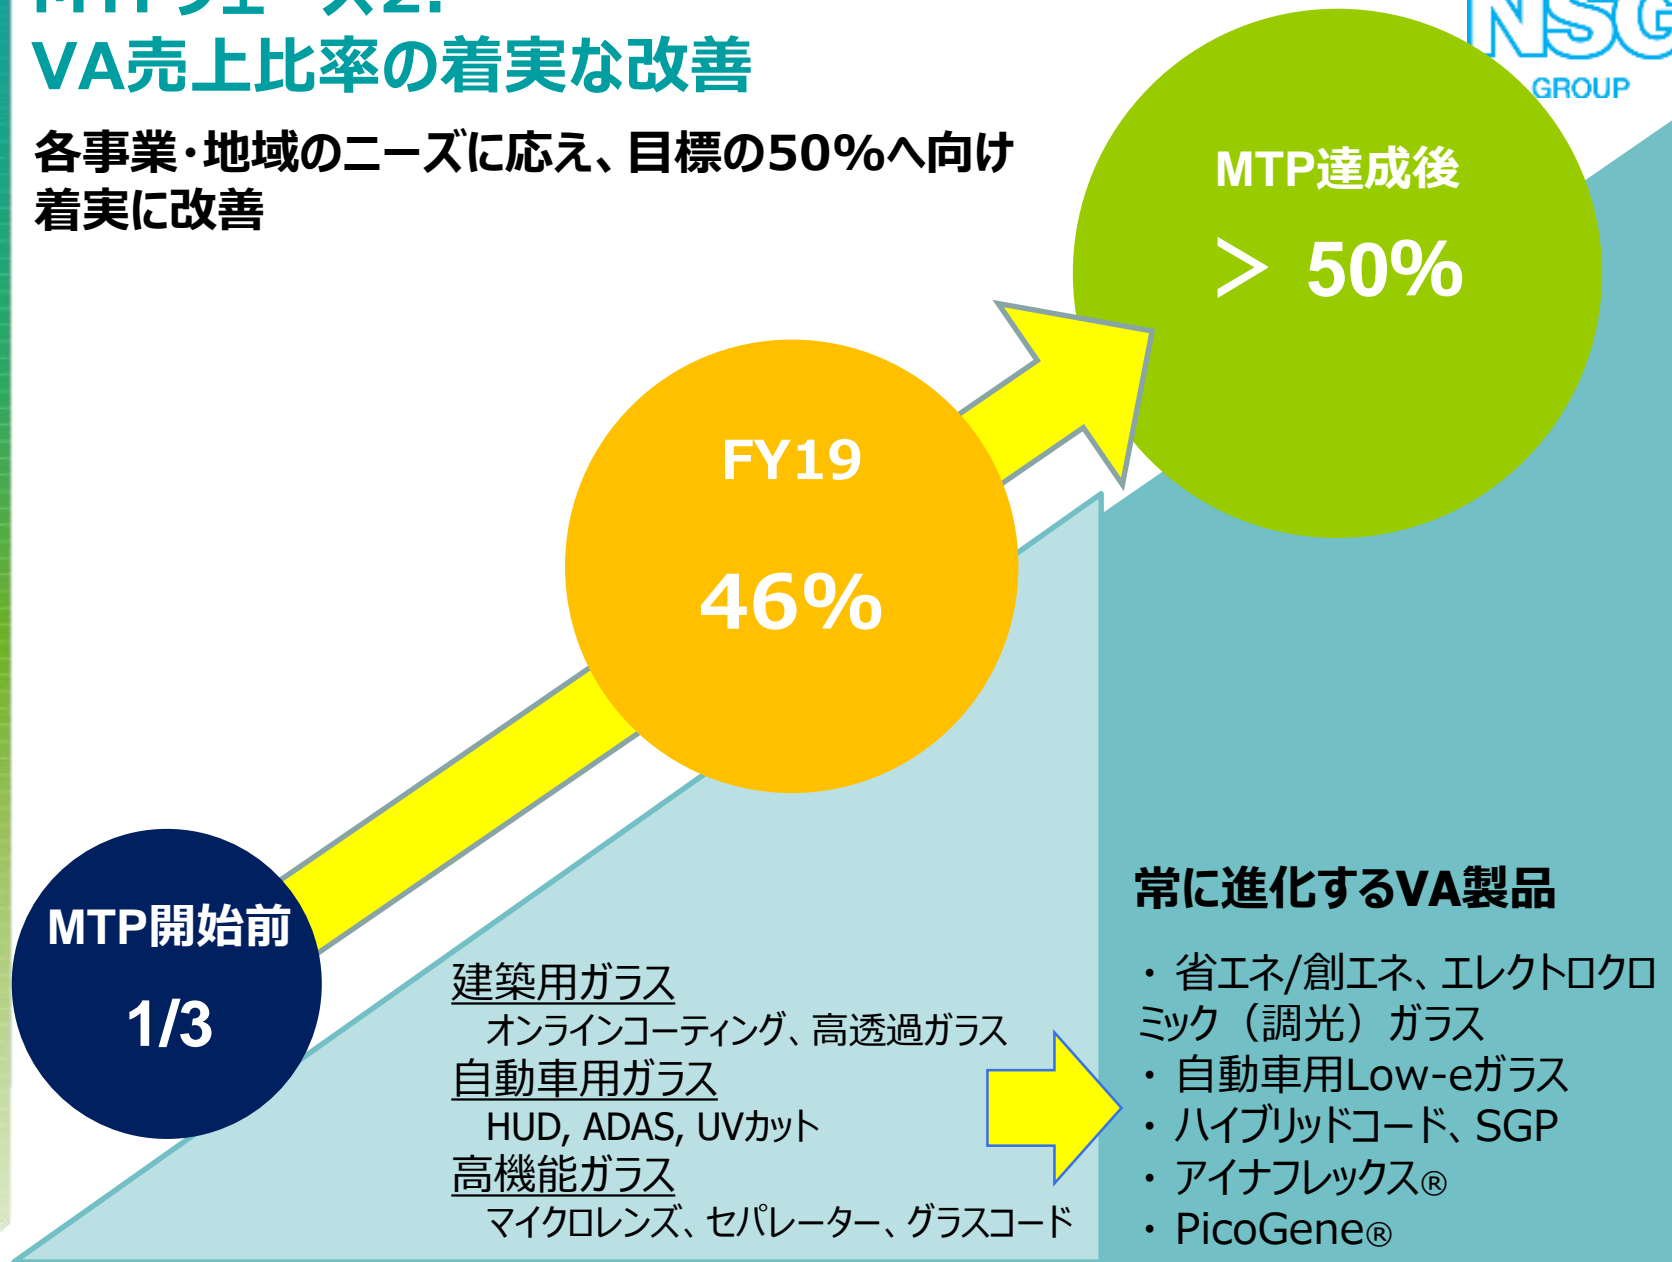 MTPフェーズ2:
VA売上比率の着実な改善
NSG
GROUP
各事業・地域のニーズに応え、目標の50%へ向け
着実に改善
MTP達成後
＞ 50%
FY19
46%
MTP開始前
1/3
建築用ガラス
オンラインコーティング、高透過ガラス
自動車用ガラス
HUD, ADAS, UVカット
高機能ガラス
マイクロレンズ、セパレーター、グラスコード
常に進化するVA製品
・ 省エネ/創エネ、エレクトロクロ
ミック（調光）ガラス
・ 自動車用Low-eガラス
・ ハイブリッドコード、SGP
・ アイナフレックス®
・ PicoGene®